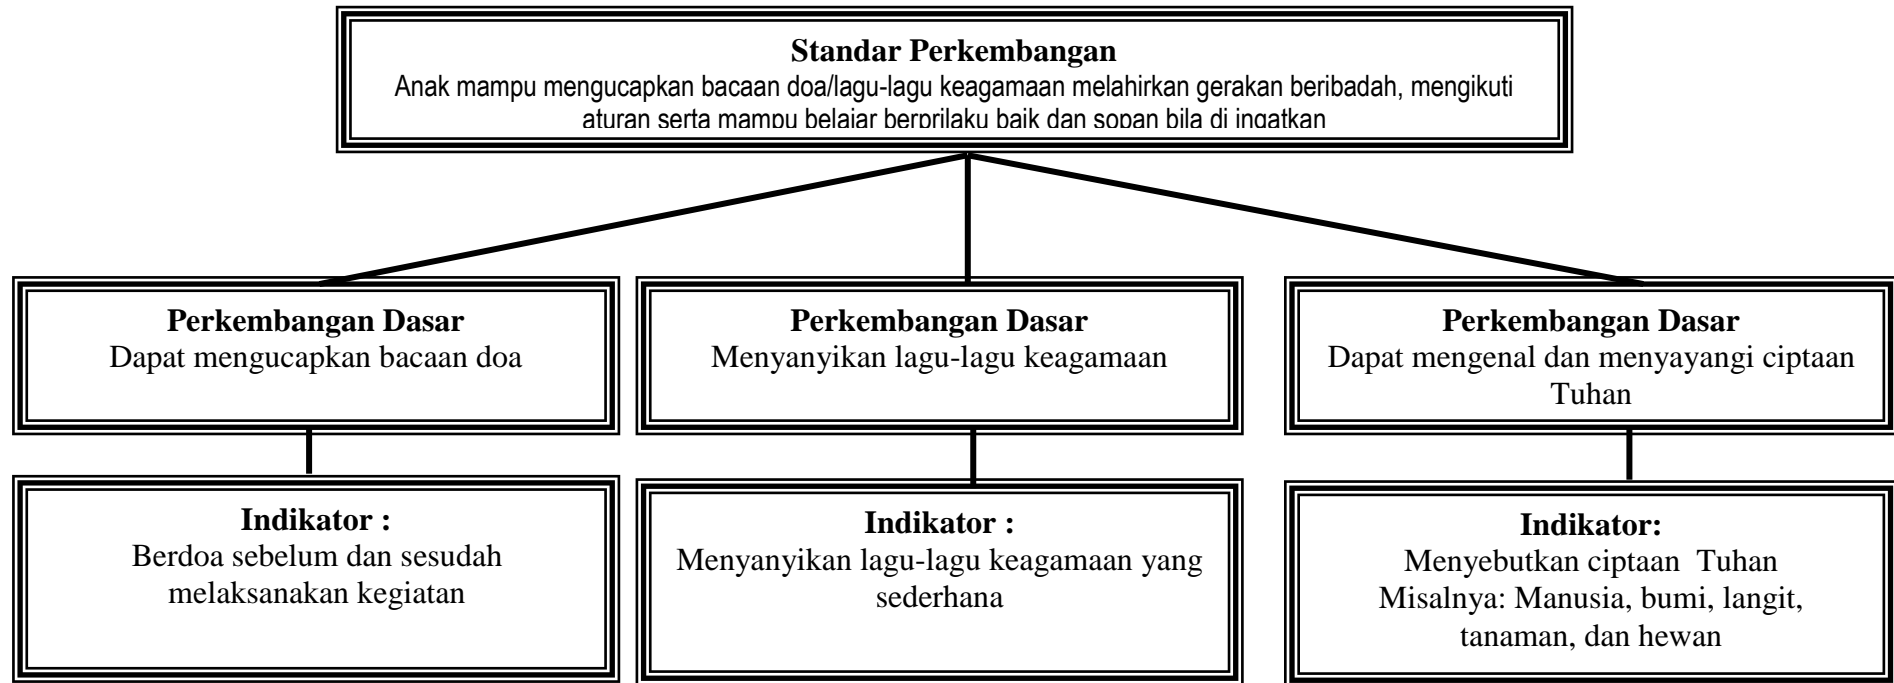 Standar Perkembangan
Anak mampu mengucapkan bacaan doa/lagu-lagu keagamaan melahirkan gerakan beribadah, mengikuti
aturan serta mampu belajar berprilaku baik dan sopan bila di ingatkan
Perkembangan Dasar
Dapat mengucapkan bacaan doa
Perkembangan Dasar
Menyanyikan lagu-lagu keagamaan
Perkembangan Dasar
Dapat mengenal dan menyayangi ciptaan
Tuhan
Indikator :
Berdoa sebelum dan sesudah
melaksanakan kegiatan
Indikator :
Menyanyikan lagu-lagu keagamaan yang
sederhana
Indikator:
Menyebutkan ciptaan Tuhan
Misalnya: Manusia, bumi, langit,
tanaman, dan hewan